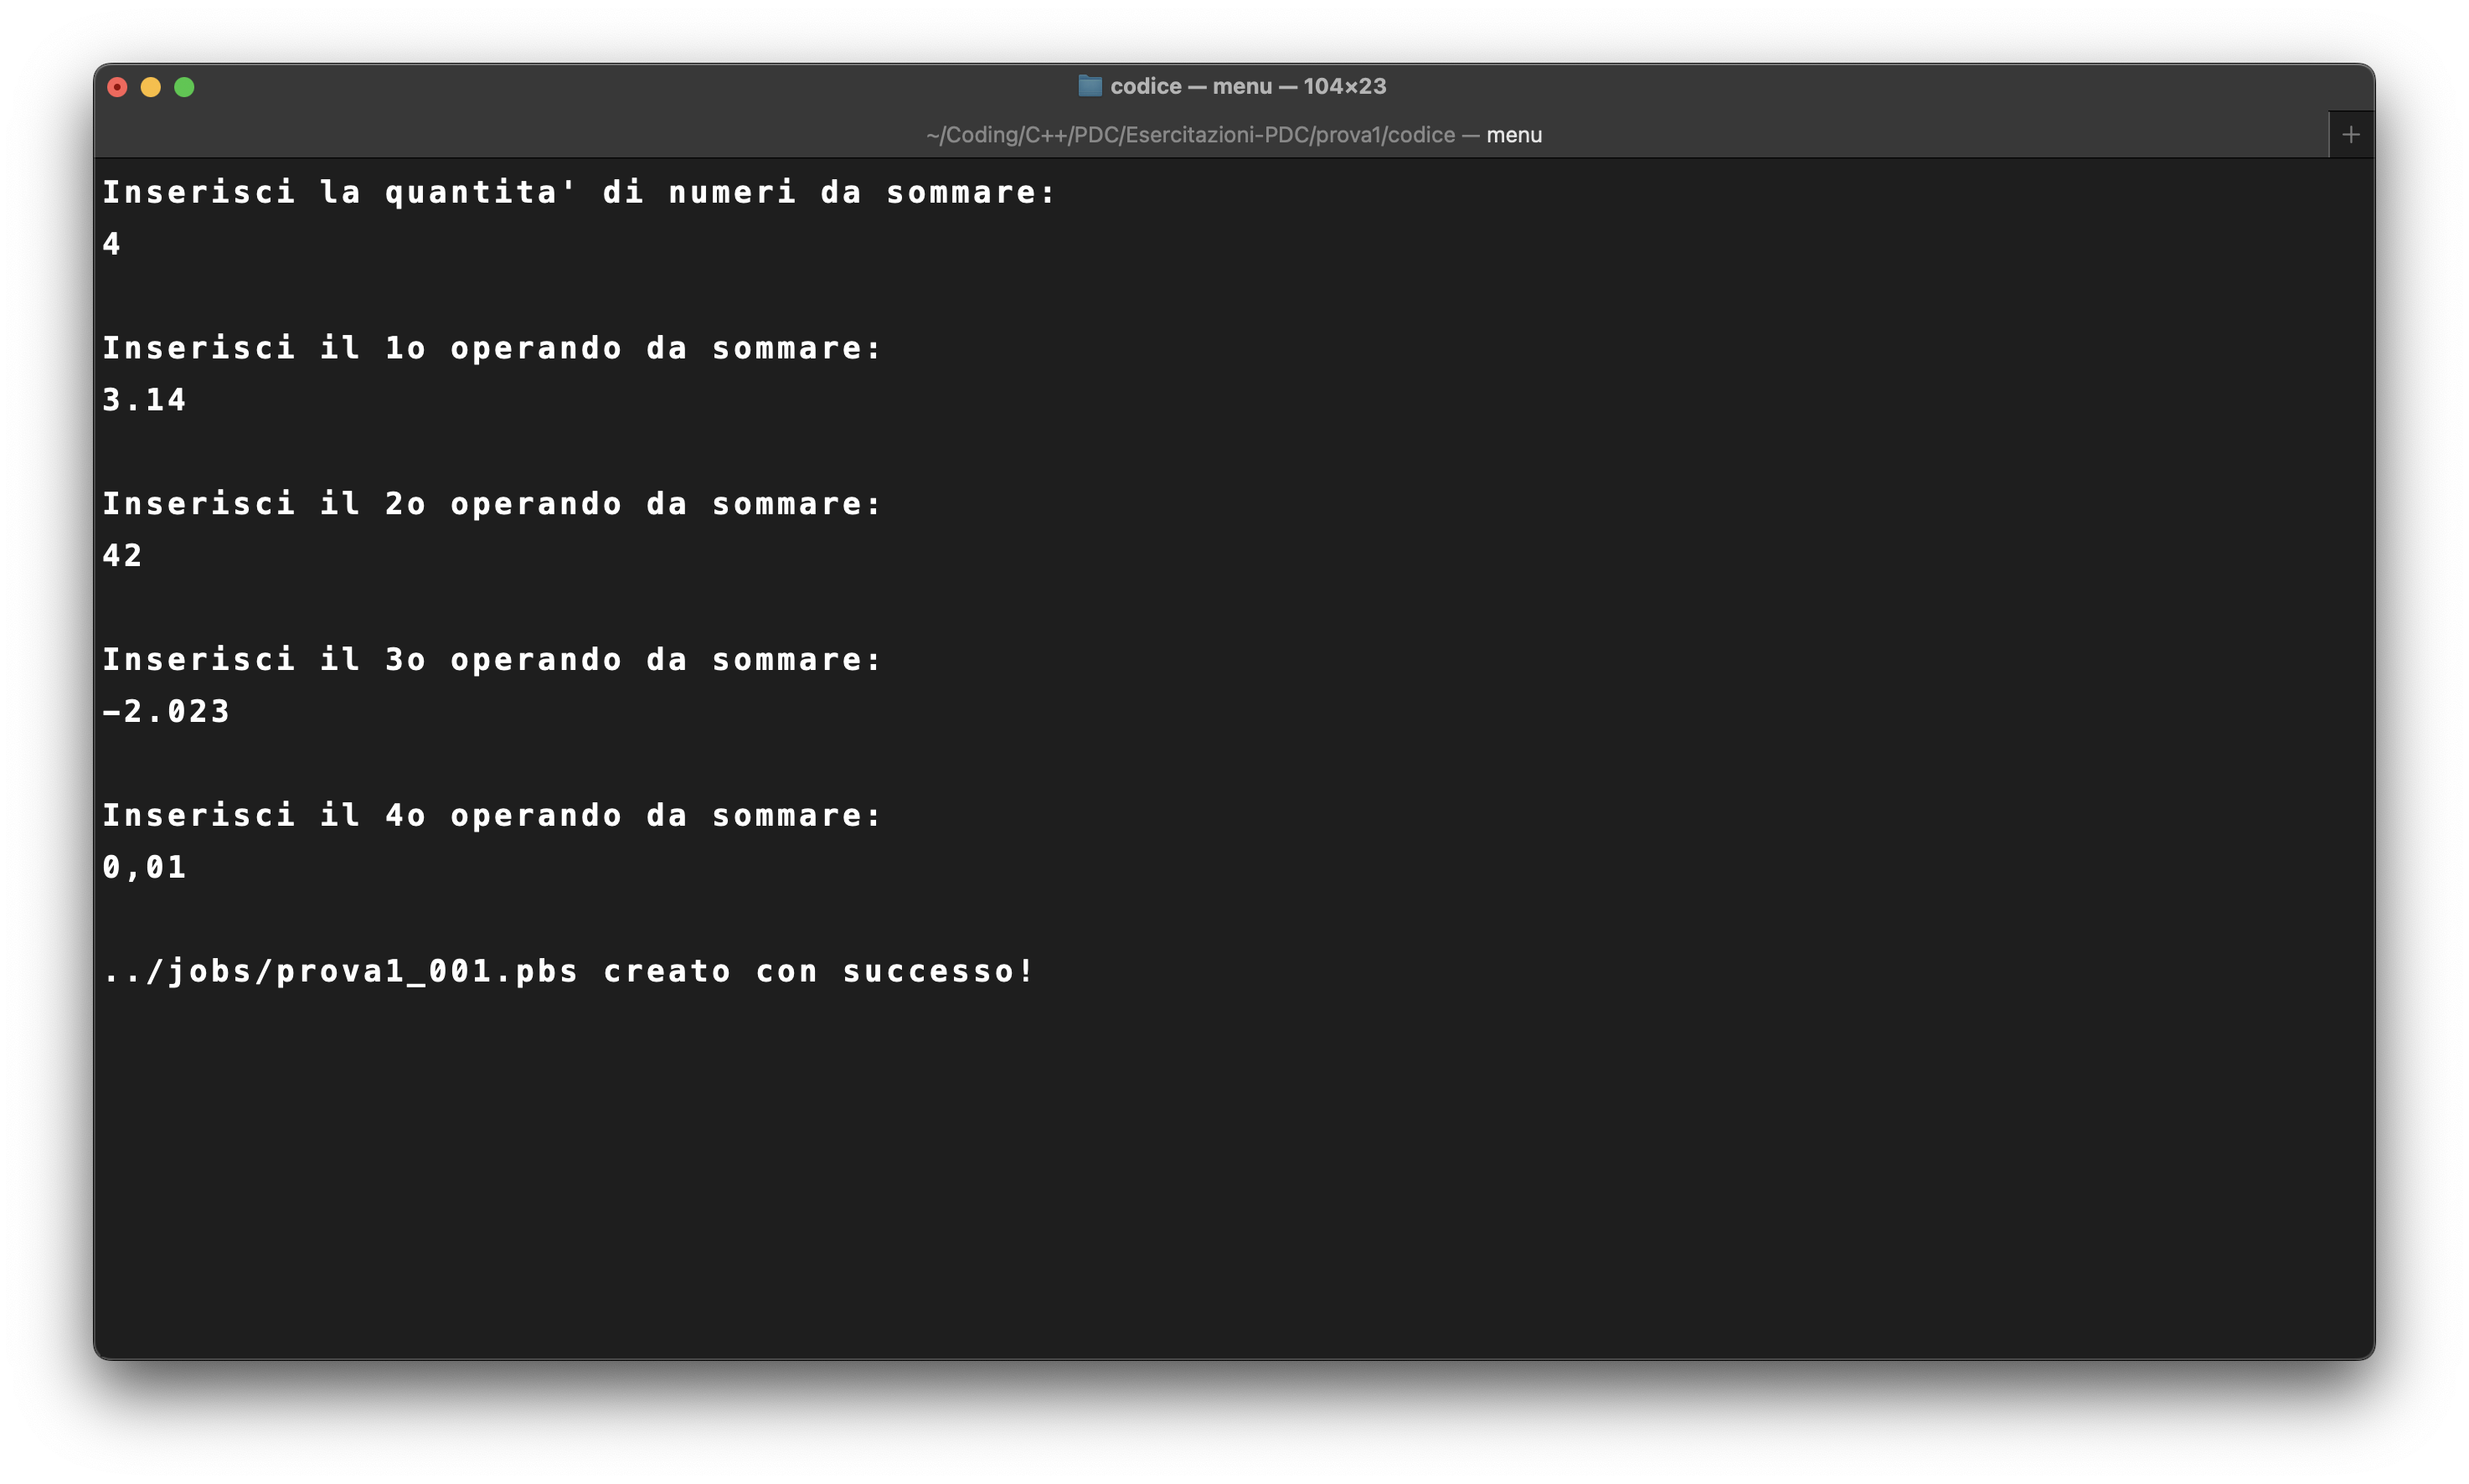 codice — menu — 104×23
~/Coding/C++/PDC/Esercitazioni-PDC/prova1/codice — menu
Inserisci la quantita' di numeri da sommare:
4
Inserisci il 1o operando da sommare:
3.14
Inserisci il 2o operando da sommare:
42
Inserisci il 3o operando da sommare:
-2.023
Inserisci il 4o operando da sommare:
0,01
../jobs/prova1_001.pbs creato con successo!